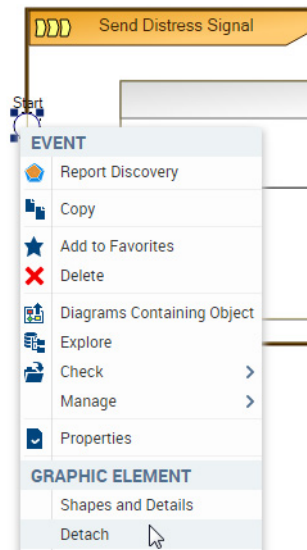 Send Distress Signal
Start
EVENT
Report Discovery
Copy
Add to Favorites
Delete
Diagrams Containing Object
Explore
Check
Manage
Properties
GRAPHIC ELEMENT
Shapes and Details
Detach